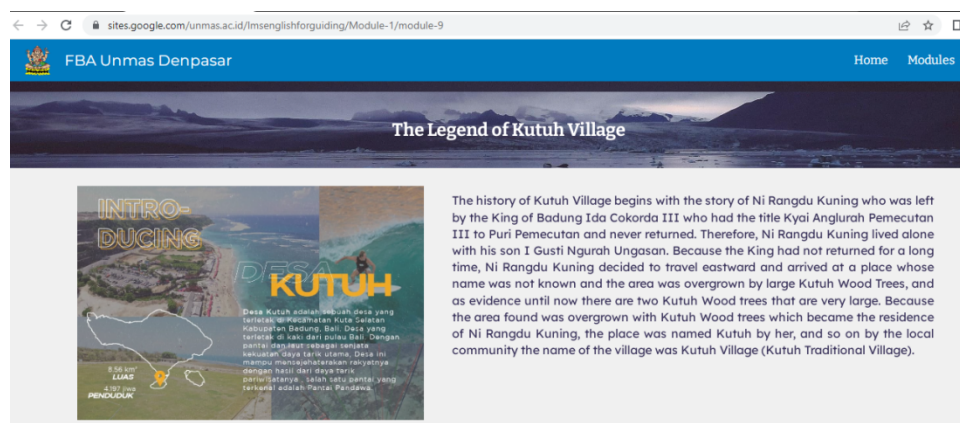 sites.google.com/unmas.ac.id/lmsenglishforguiding/Module-1/module-9
FBA Unmas Denpasar
Home Modules
The Legend of Kutuh Village
INTRO-
DUCING
DESA
KUTUH
Desa Kutuh adalah sebuah desa yang
terletak di Kecamatan Kuta Selatan
Kabupaten Badung, Bali. Desa yang
terletak di kaki dari pulau Bali. Dengan
pantai dan laut sebagai senjata
kekuatan daya tarik utama, Desa ini
mampu mensejahterakan rakyatnya
dengan hasil dari daya tarik
pariwisatanya, salah satu pantai yang
terkenal adalah Pantai Pandawa.
8.56 km²
LUAS
4.197 jiwa
PENDUDUK
The history of Kutuh Village begins with the story of Ni Rangdu Kuning who was left
by the King of Badung Ida Cokorda III who had the title Kyai Anglurah Pemecutan
III to Puri Pemecutan and never returned. Therefore, Ni Rangdu Kuning lived alone
with his son I Gusti Ngurah Ungasan. Because the King had not returned for a long
time, Ni Rangdu Kuning decided to travel eastward and arrived at a place whose
name was not known and the area was overgrown by large Kutuh Wood Trees, and
as evidence until now there are two Kutuh Wood trees that are very large. Because
the area found was overgrown with Kutuh Wood trees which became the residence
of Ni Rangdu Kuning, the place was named Kutuh by her, and so on by the local
community the name of the village was Kutuh Village (Kutuh Traditional Village).